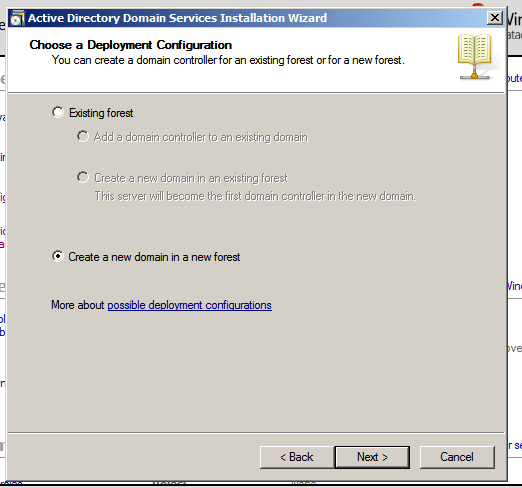 Active Directory Domain Services Installation Wizard
Choose a Deployment Configuration
You can create a domain controller for an existing forest or for a new forest.
Existing forest
Add a domain controller to an existing domain
Create a new domain in an existing forest
This server will become the first domain controller in the new domain.
Create a new domain in a new forest
More about possible deployment configurations
< Back
Next >
Cancel